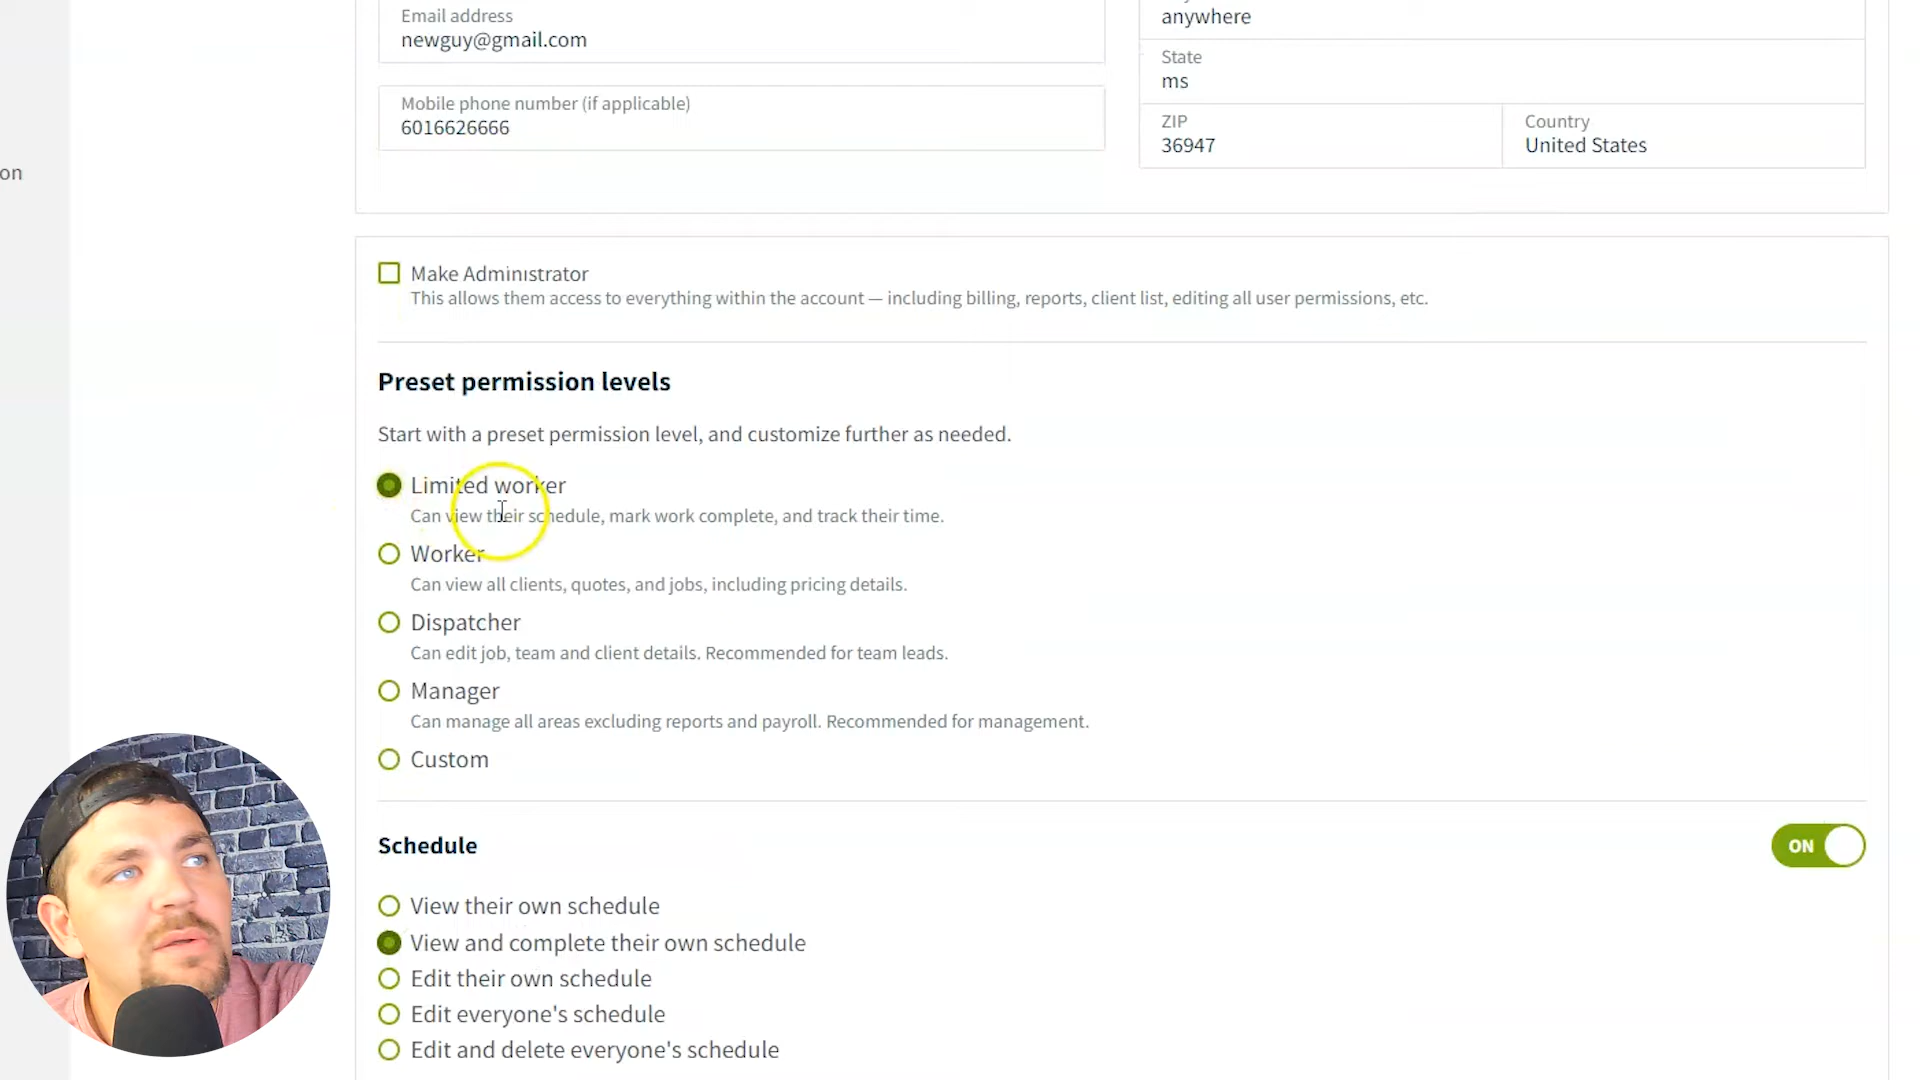 Email address
newguy@gmail.com
Mobile phone number (if applicable)
6016626666
anywhere
State
ms
ZIP
36947
Country
United States
on
Make Administrator
This allows them access to everything within the account — including billing, reports, client list, editing all user permissions, etc.
Preset permission levels
Start with a preset permission level, and customize further as needed.
Limited worker
Can view their schedule, mark work complete, and track their time.
Worker
Can view all clients, quotes, and jobs, including pricing details.
Dispatcher
Can edit job, team and client details. Recommended for team leads.
Manager
Can manage all areas excluding reports and payroll. Recommended for management.
Custom
Schedule
ON
View their own schedule
View and complete their own schedule
Edit their own schedule
Edit everyone's schedule
Edit and delete everyone's schedule